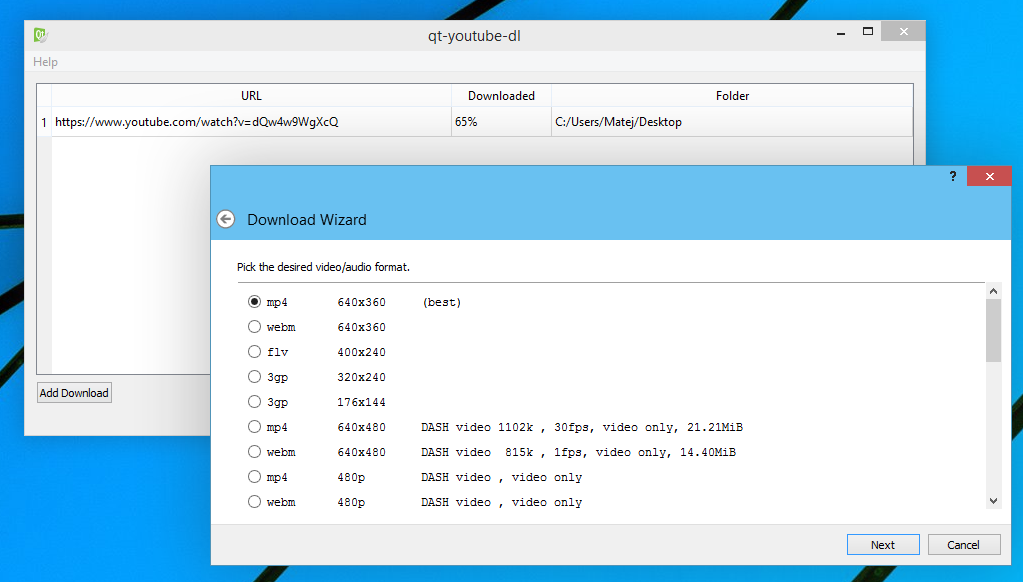 qt-youtube-dl
Help
URL Downloaded Folder
1 https://www.youtube.com/watch?v=dQw4w9WgXcQ 65% C:/Users/Matej/Desktop
Add Download
?
Download Wizard
Pick the desired video/audio format.
mp4 640x360 (best)
webm 640x360
flv 400x240
3gp 320x240
3gp 176x144
mp4 640x480 DASH video 1102k , 30fps, video only, 21.21MiB
webm 640x480 DASH video 815k , 1fps, video only, 14.40MiB
mp4 480p DASH video , video only
webm 480p DASH video , video only
Next Cancel